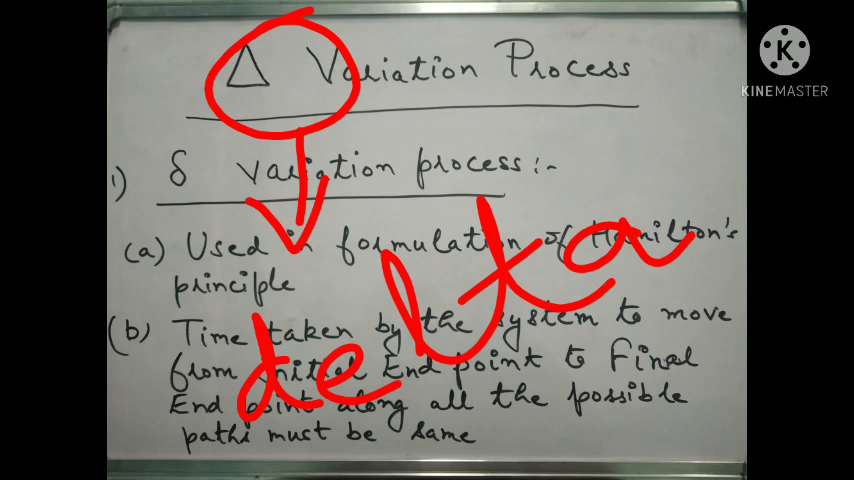 Δ Variation Process
KINEMASTER
1) δ variation process:-
(a) Used in formulation of Hamilton's
principle
(b) Time taken by the system to move
from initial End point to Final
End point along all the possible
paths must be same
delta